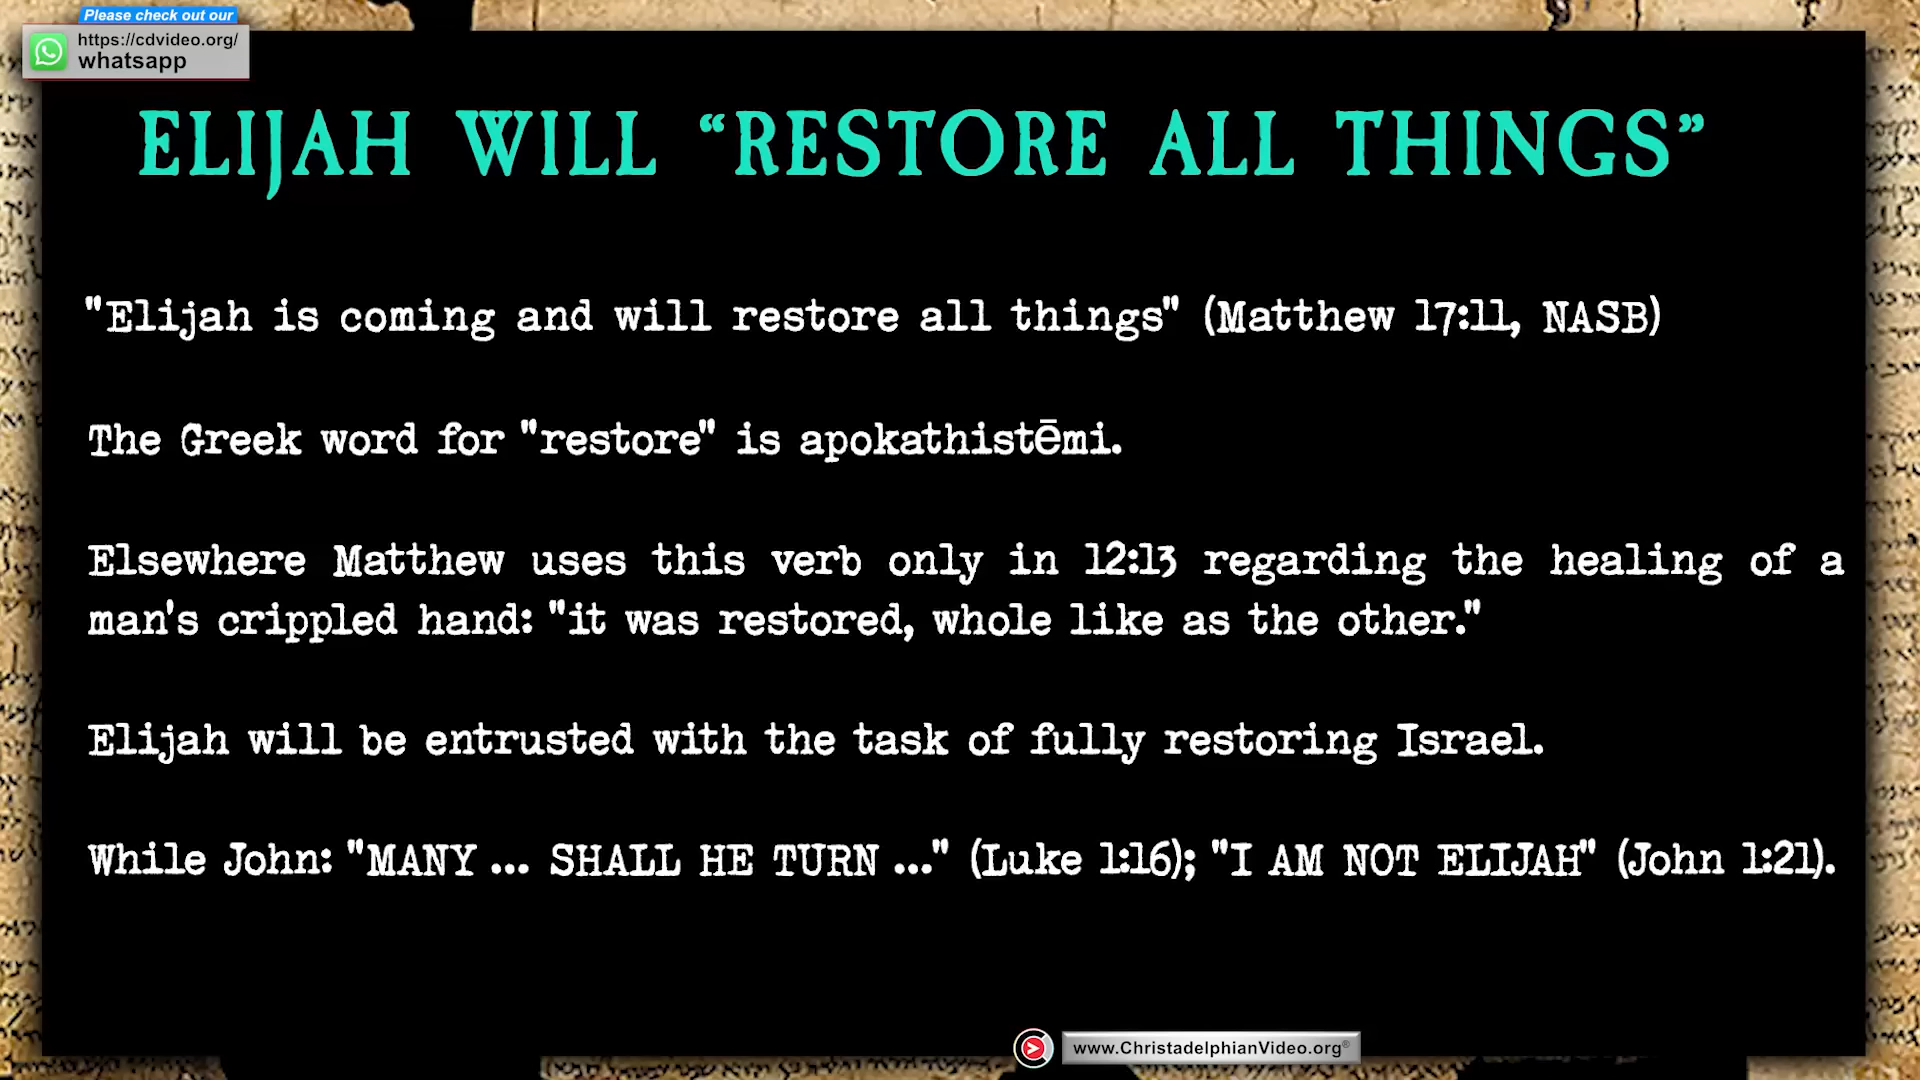 Please check out our
https://cdvideo.org/
whatsapp
ELIJAH WILL “RESTORE ALL THINGS”
"Elijah is coming and will restore all things" (Matthew 17:11, NASB)
The Greek word for "restore" is apokathistēmi.
Elsewhere Matthew uses this verb only in 12:13 regarding the healing of a
man's crippled hand: "it was restored, whole like as the other."
Elijah will be entrusted with the task of fully restoring Israel.
While John: "MANY ... SHALL HE TURN ..." (Luke 1:16); "I AM NOT ELIJAH" (John 1:21).
www.ChristadelphianVideo.org®